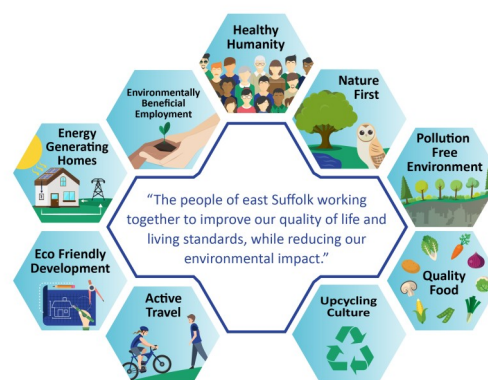 Healthy
Humanity
Environmentally
Beneficial
Employment
Nature
First
Energy
Generating
Homes
Pollution
Free
Environment
“The people of east Suffolk working
together to improve our quality of life and
living standards, while reducing our
environmental impact.”
Eco Friendly
Development
Quality
Food
Active
Travel
Upcycling
Culture